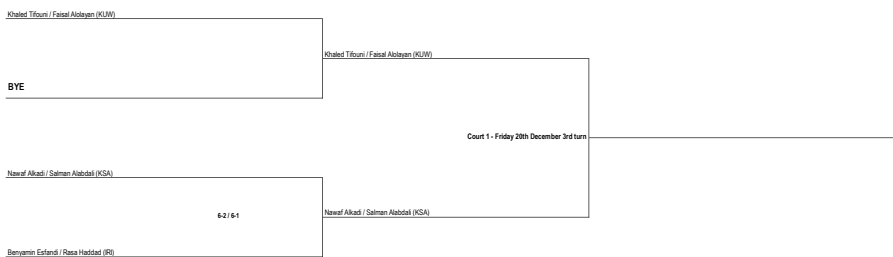 Khaled Tifouni / Faisal Alolayan (KUW)
Khaled Tifouni / Faisal Alolayan (KUW)
BYE
Court 1 - Friday 20th December 3rd turn
Nawaf Alkadi / Salman Alabdali (KSA)
6-2 / 6-1
Nawaf Alkadi / Salman Alabdali (KSA)
Benyamin Esfandi / Rasa Haddad (IRI)